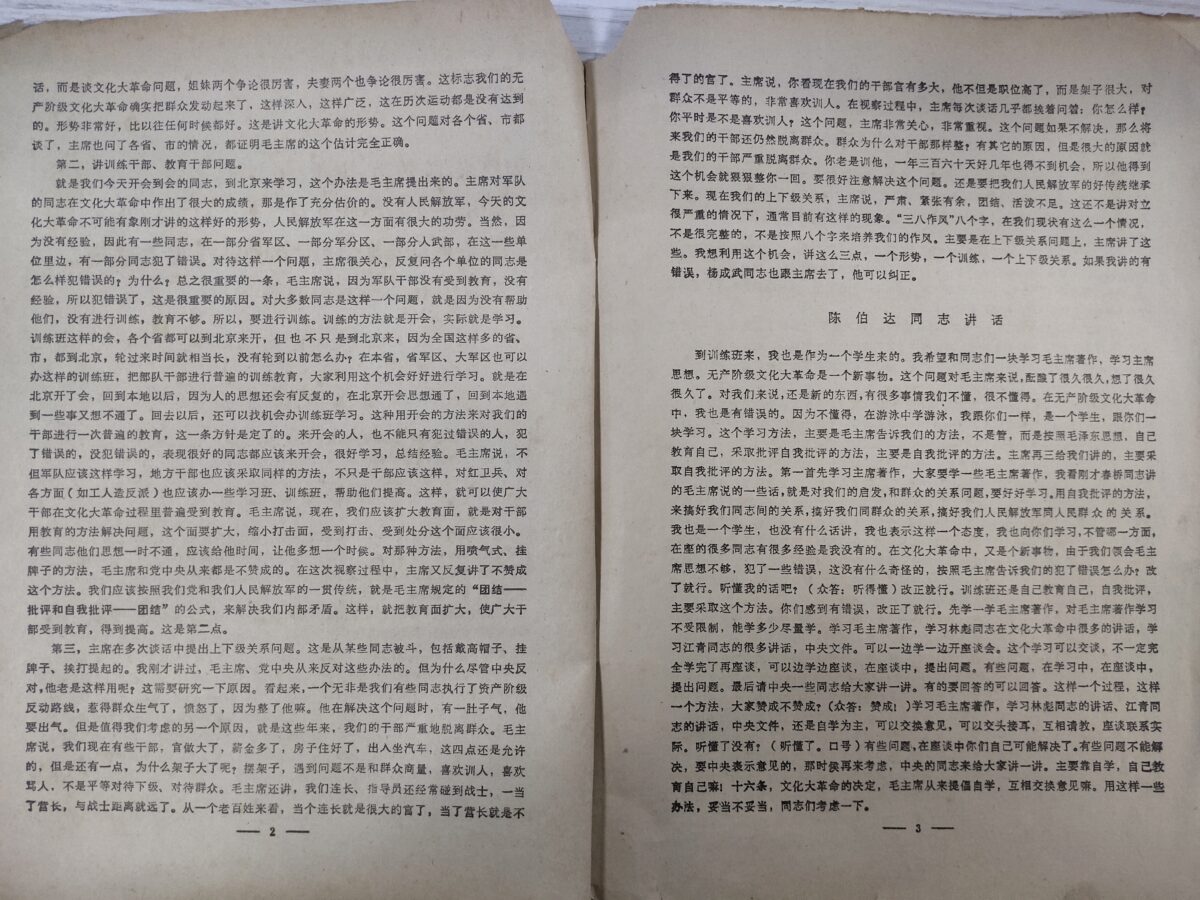 话，而是谈文化大革命问题，姐妹两个争论很厉害，夫妻两个也争论很厉害。这标志我们的无
产阶级文化大革命确实把群众发动起来了，这样深入，这样广泛，这在历次运动都是没有达到
的。形势非常好，比以往任何时候都好。这是讲文化大革命的形势。这个问题对各个省、市都
谈了，主席也问了各省、市的情况，都证明毛主席的这个估计完全正确。
第二，讲训练干部、教育干部问题。
就是我们今天开会到会的同志，到北京来学习，这个办法是毛主席提出来的。主席对军队
的同志在文化大革命中作出了很大的成绩，那是作了充分估价的。没有人民解放军，今天的文
化大革命不可能有象刚才讲的这样好的形势，人民解放军在这一方面有很大的功劳。当然，因
为没有经验，因此有一些同志，在一部分省军区、一部分军分区、一部分人武部，在这一些单
位里边，有一部分同志犯了错误。对待这样一个问题，主席很关心，反复问各个单位的同志是
怎么样犯错误的？为什么？总之很重要的一条，毛主席说，因为军队干部没有受到教育，没有
经验，所以犯错误了，这是很重要的原因。对大多数同志是这样一个问题，就是因为没有帮助
他们，没有进行训练，教育不够。所以，要进行训练。训练的方法就是开会，实际就是学习。
训练班这样的会，各个省都可以到北京来开，但也不只是到北京来，因为全国这样多的省、
市，都到北京，轮过来时间就相当长，没有轮到以前怎么办？在本省，省军区、大军区也可以
办这样的训练班，把部队干部进行普遍的训练教育，大家利用这个机会好好进行学习。就是在
北京开了会，回到本地以后，因为人的思想还会有反复的，在北京开会思想通了，回到本地遇
到一些事又想不通了。回去以后，还可以找机会办训练班学习。这种用开会的方法来对我们的
干部进行一次普遍的教育，这一条方针是定了的。来开会的人，也不能只有犯过错误的人，犯
了错误的，没犯错误的，表现很好的同志都应该来开会，很好学习，总结经验。毛主席说，不
但军队应该这样学习，地方干部也应该采取同样的方法，不只是干部应该这样，对红卫兵、对
各方面（如工人造反派）也应该办一些学习班、训练班，帮助他们提高。这样，就可以使广大
干部在文化大革命过程里普遍受到教育。毛主席说，现在，我们应该扩大教育面，就是对干部
用教育的方法解决问题，这个面要扩大，缩小打击面，受到打击、受到处分这个面应该很小。
有些同志他们思想一时不通，应该给他时间，让他多想一个时候。对那种方法，用喷气式、挂
牌子的方法，毛主席和党中央从来都是不赞成的。在这次视察过程中，主席又反复讲了不赞成
这个方法。我们应该按照我们党和我们人民解放军的一贯传统，就是毛主席规定的“团结——
批评和自我批评——团结”的公式，来解决我们内部矛盾。这样，就把教育面扩大，使广大干
部受到教育，得到提高。这是第二点。
第三，主席在多次谈话中提出上下级关系问题。这是从某些同志被斗，包括戴高帽子、挂
牌子、挨打提起的。我刚才讲过，毛主席、党中央从来反对这些办法的。但为什么尽管中央反
对，他老是这样用呢？这需要研究一下原因。看起来，一个无非是我们有些同志执行了资产阶级
反动路线，惹得群众生气了，愤怒了，因为整了他嘛。他在解决这个问题时，有一肚子气，他
要出气。但是值得我们考虑的另一个原因，就是这些年来，我们的干部严重地脱离群众。毛主
席说，我们现在有些干部，官做大了，薪金多了，房子住好了，出入坐汽车，这四点还是允许
的，但是还有一点，为什么架子大了呢？摆架子，遇到问题不是和群众商量，喜欢训人，喜欢
骂人，不是平等对待下级、对待群众。毛主席还讲，我们连长、指导员还经常碰到战士，一当
了营长，与战士距离就远了。从一个老百姓来看，当个连长就是很大的官了，当了营长就是不
—— 2 ——
得了的官了。主席说，你看现在我们的干部官有多大，他不但是职位高了，而是架子很大，对
群众不是平等的，非常喜欢训人。在视察过程中，主席每次谈话几乎都挨着问着：你怎么样？
你平时是不是喜欢训人？这个问题，主席非常关心，非常重视。这个问题如果不解决，那么将
来我们的干部还仍然脱离群众。群众为什么对干部那样整？有其它的原因，但是很大的原因就
是我们的干部严重脱离群众。你老是训他，一年三百六十天好几年也得不到机会，所以他得到
这个机会就狠狠整你一回。要很好注意解决这个问题。还是要把我们人民解放军的好传统继承
下来。现在我们的上下级关系，主席说，严肃、紧张有余，团结、活泼不足。这还不是讲对立
很严重的情况下，通常目前有这样的现象。“三八作风”八个字，在我们现状有这么一个情况，
不是很完整的，不是按照八个字来培养我们的作风。主要是在上下级关系问题上，主席讲了这
些。我想利用这个机会，讲这么三点，一个形势，一个训练，一个上下级关系。如果我讲的有
错误，杨成武同志也跟主席去了，他可以纠正。
陈伯达同志讲话
到训练班来，我也是作为一个学生来的。我希望和同志们一块学习毛主席著作，学习主席
思想。无产阶级文化大革命是一个新事物。这个问题对毛主席来说，酝酿了很久很久，想了很久
很久了。对我们来说，还是新的东西，有很多事情我们不懂，很不懂得。在无产阶级文化大革命
中，我也是有错误的。因为不懂得，在游泳中学游泳，我跟你们一样，是一个学生，跟你们一
块学习。这个学习方法，主要是毛主席告诉我们的方法，不是管，而是按照毛泽东思想，自己
教育自己，采取批评自我批评的方法，主要是自我批评的方法。主席再三给我们讲的，主要采
取自我批评的方法。第一首先学习主席著作，大家要学一些毛主席著作，我看刚才春桥同志讲
的毛主席说的一些话，就是对我们的启发，和群众的关系问题，要好好学习。用自我批评的方法，
来搞好我们同志间的关系，搞好我们同群众的关系，搞好我们人民解放军同人民群众的关系。
我也是一个学生，也没有什么话讲，我也表示这样一个态度，我也向你们学习，不管哪一方面，
在座的很多同志有很多经验是我没有的。在文化大革命中，又是个新事物，由于我们领会毛主
席思想不够，犯了一些错误，这没有什么奇怪的，按照毛主席告诉我们的犯了错误怎么办？改
了就行。听懂我的话吧？（众答：听得懂）改正就行。训练班还是自己教育自己，自我批评，
主要采取这个方法。你们感到有错误，改正了就行。先学一学毛主席著作，对毛主席著作学习
不受限制，能学多少尽量学。学习毛主席著作，学习林彪同志在文化大革命中很多的讲话，学
习江青同志的很多讲话，中央文件。可以一边学一边开座谈会。这个学习可以交谈，不一定完
全学完了再座谈，可以边学边座谈，在座谈中，提出问题。有些问题，在学习中，在座谈中，
提出问题。最后请中央一些同志给大家讲一讲。有的要回答的可以回答。这样一个过程，这样
一个方法，大家赞成不赞成？（众答：赞成：）学习毛主席著作，学习林彪同志的讲话、江青同
志的讲话，中央文件，还是自学为主，可以交换意见，可以交头接耳，互相请教，座谈联系实
际。听懂了没有？（听懂了。口号）有些问题，在座谈中你们自己可能解决了。有些问题不能解
决，要中央表示意见的，那时侯再来考虑，中央的同志来给大家讲一讲。主要靠自学，自己教
育自己嘛！十六条，文化大革命的决定，毛主席从来提倡自学，互相交换意见嘛。用这样一些
办法，妥当不妥当，同志们考虑一下。
—— 3 ——